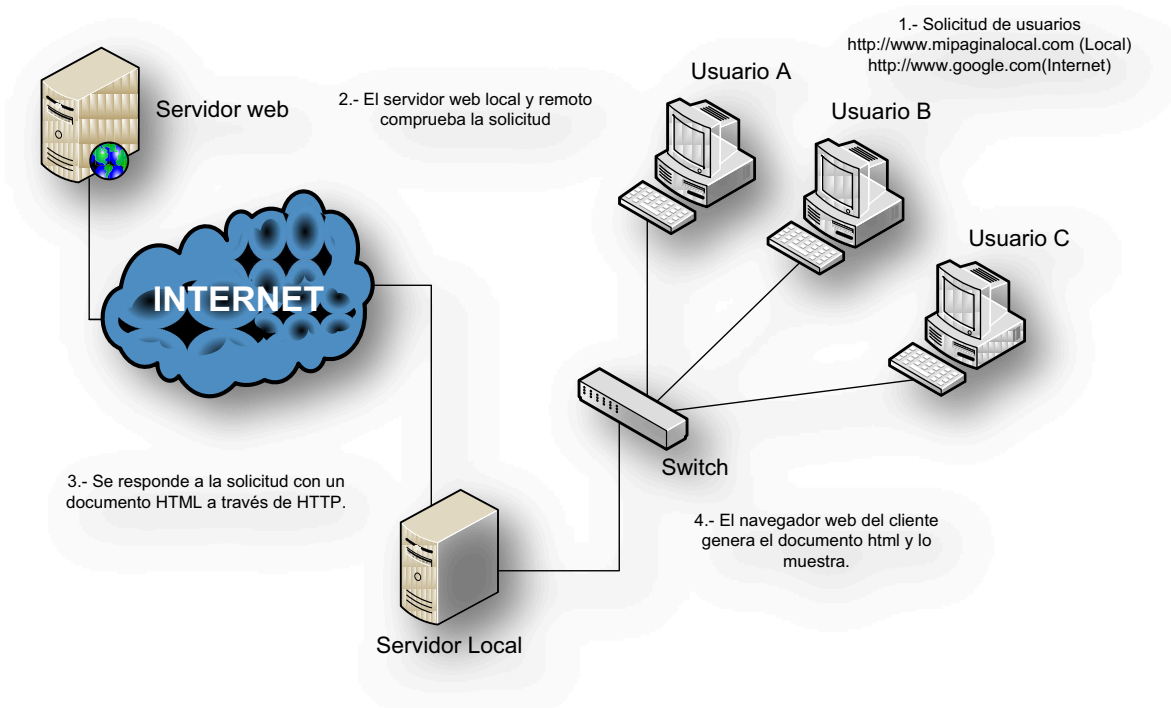 1.- Solicitud de usuarios
http://www.mipaginalocal.com (Local)
http://www.google.com(Internet)
Usuario A
Servidor web
2.- El servidor web local y remoto
comprueba la solicitud
Usuario B
Usuario C
INTERNET
Switch
3.- Se responde a la solicitud con un
documento HTML a través de HTTP.
4.- El navegador web del cliente
genera el documento html y lo
muestra.
Servidor Local